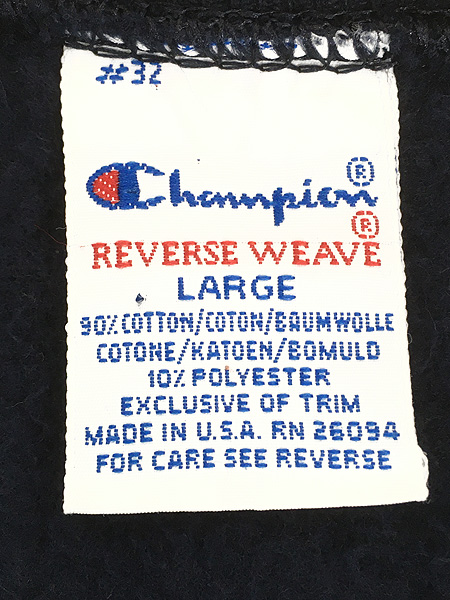 #32
Champion®
®
REVERSE WEAVE
LARGE
90% COTTON/COTON/BAUMWOLLE
COTONE/KATOEN/BOMULD
10% POLYESTER
EXCLUSIVE OF TRIM
MADE IN U.S.A. RN 26094
FOR CARE SEE REVERSE